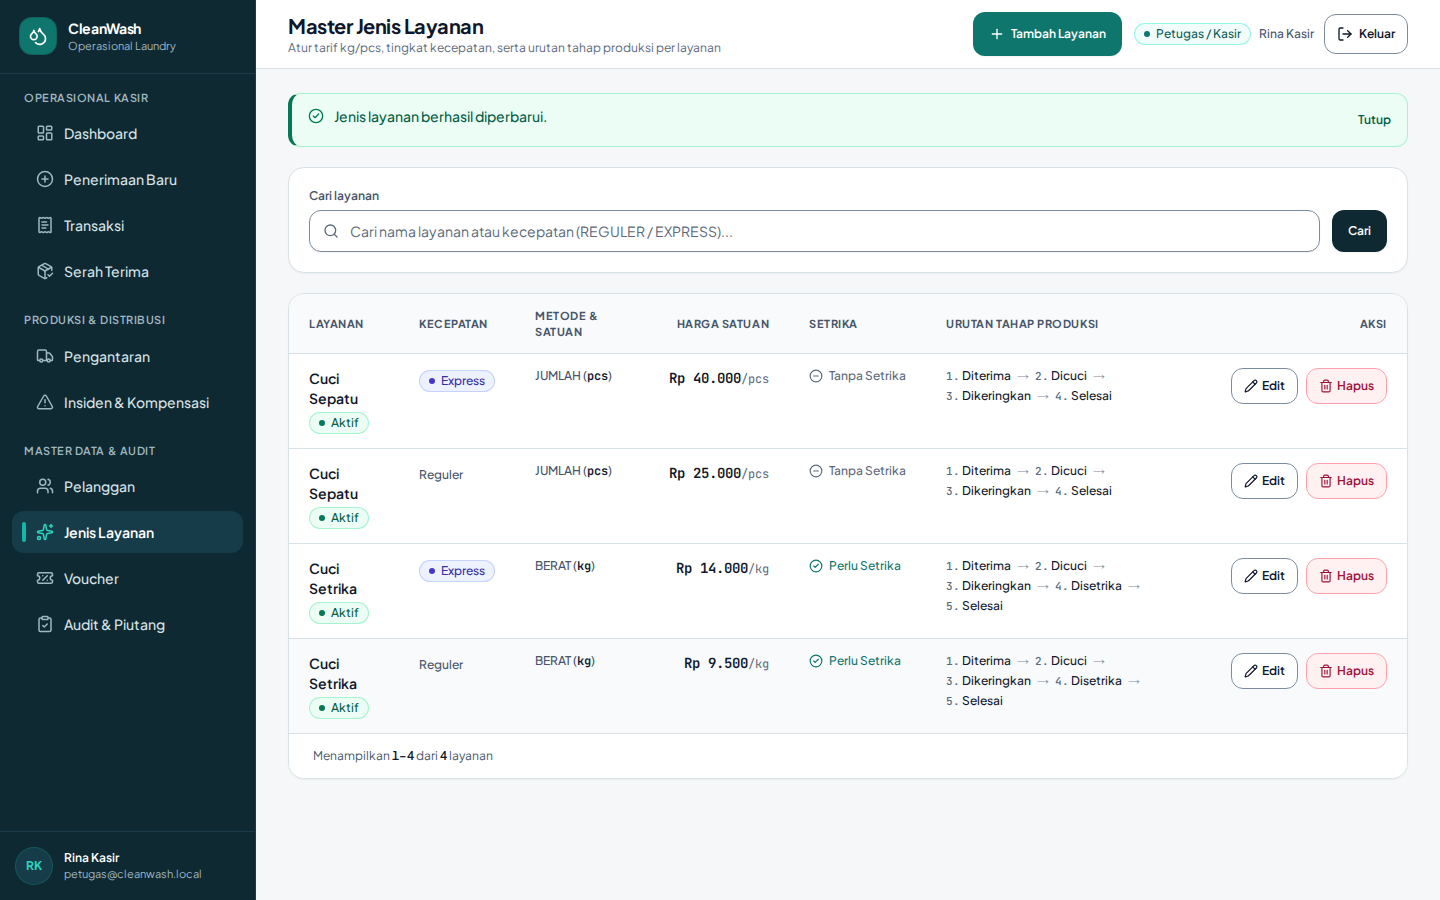 CleanWash
Operasional Laundry
OPERASIONAL KASIR
Dashboard
Penerimaan Baru
Transaksi
Serah Terima
PRODUKSI & DISTRIBUSI
Pengantaran
Insiden & Kompensasi
MASTER DATA & AUDIT
Pelanggan
Jenis Layanan
Voucher
Audit & Piutang
RK
Rina Kasir
petugas@cleanwash.local
Master Jenis Layanan
Atur tarif kg/pcs, tingkat kecepatan, serta urutan tahap produksi per layanan
Tambah Layanan
Petugas / Kasir
Rina Kasir
Keluar
Jenis layanan berhasil diperbarui.
Tutup
Cari layanan
Cari nama layanan atau kecepatan (REGULER / EXPRESS)...
Cari
LAYANAN KECEPATAN METODE & SATUAN HARGA SATUAN SETRIKA URUTAN TAHAP PRODUKSI AKSI
Cuci Sepatu
Aktif
Express
JUMLAH (pcs)
Rp 40.000/pcs
Tanpa Setrika
1. Diterima → 2. Dicuci →
3. Dikeringkan → 4. Selesai
Edit
Hapus
Cuci Sepatu
Aktif
Reguler
JUMLAH (pcs)
Rp 25.000/pcs
Tanpa Setrika
1. Diterima → 2. Dicuci →
3. Dikeringkan → 4. Selesai
Edit
Hapus
Cuci Setrika
Aktif
Express
BERAT (kg)
Rp 14.000/kg
Perlu Setrika
1. Diterima → 2. Dicuci →
3. Dikeringkan → 4. Disetrika →
5. Selesai
Edit
Hapus
Cuci Setrika
Aktif
Reguler
BERAT (kg)
Rp 9.500/kg
Perlu Setrika
1. Diterima → 2. Dicuci →
3. Dikeringkan → 4. Disetrika →
5. Selesai
Edit
Hapus
Menampilkan 1–4 dari 4 layanan